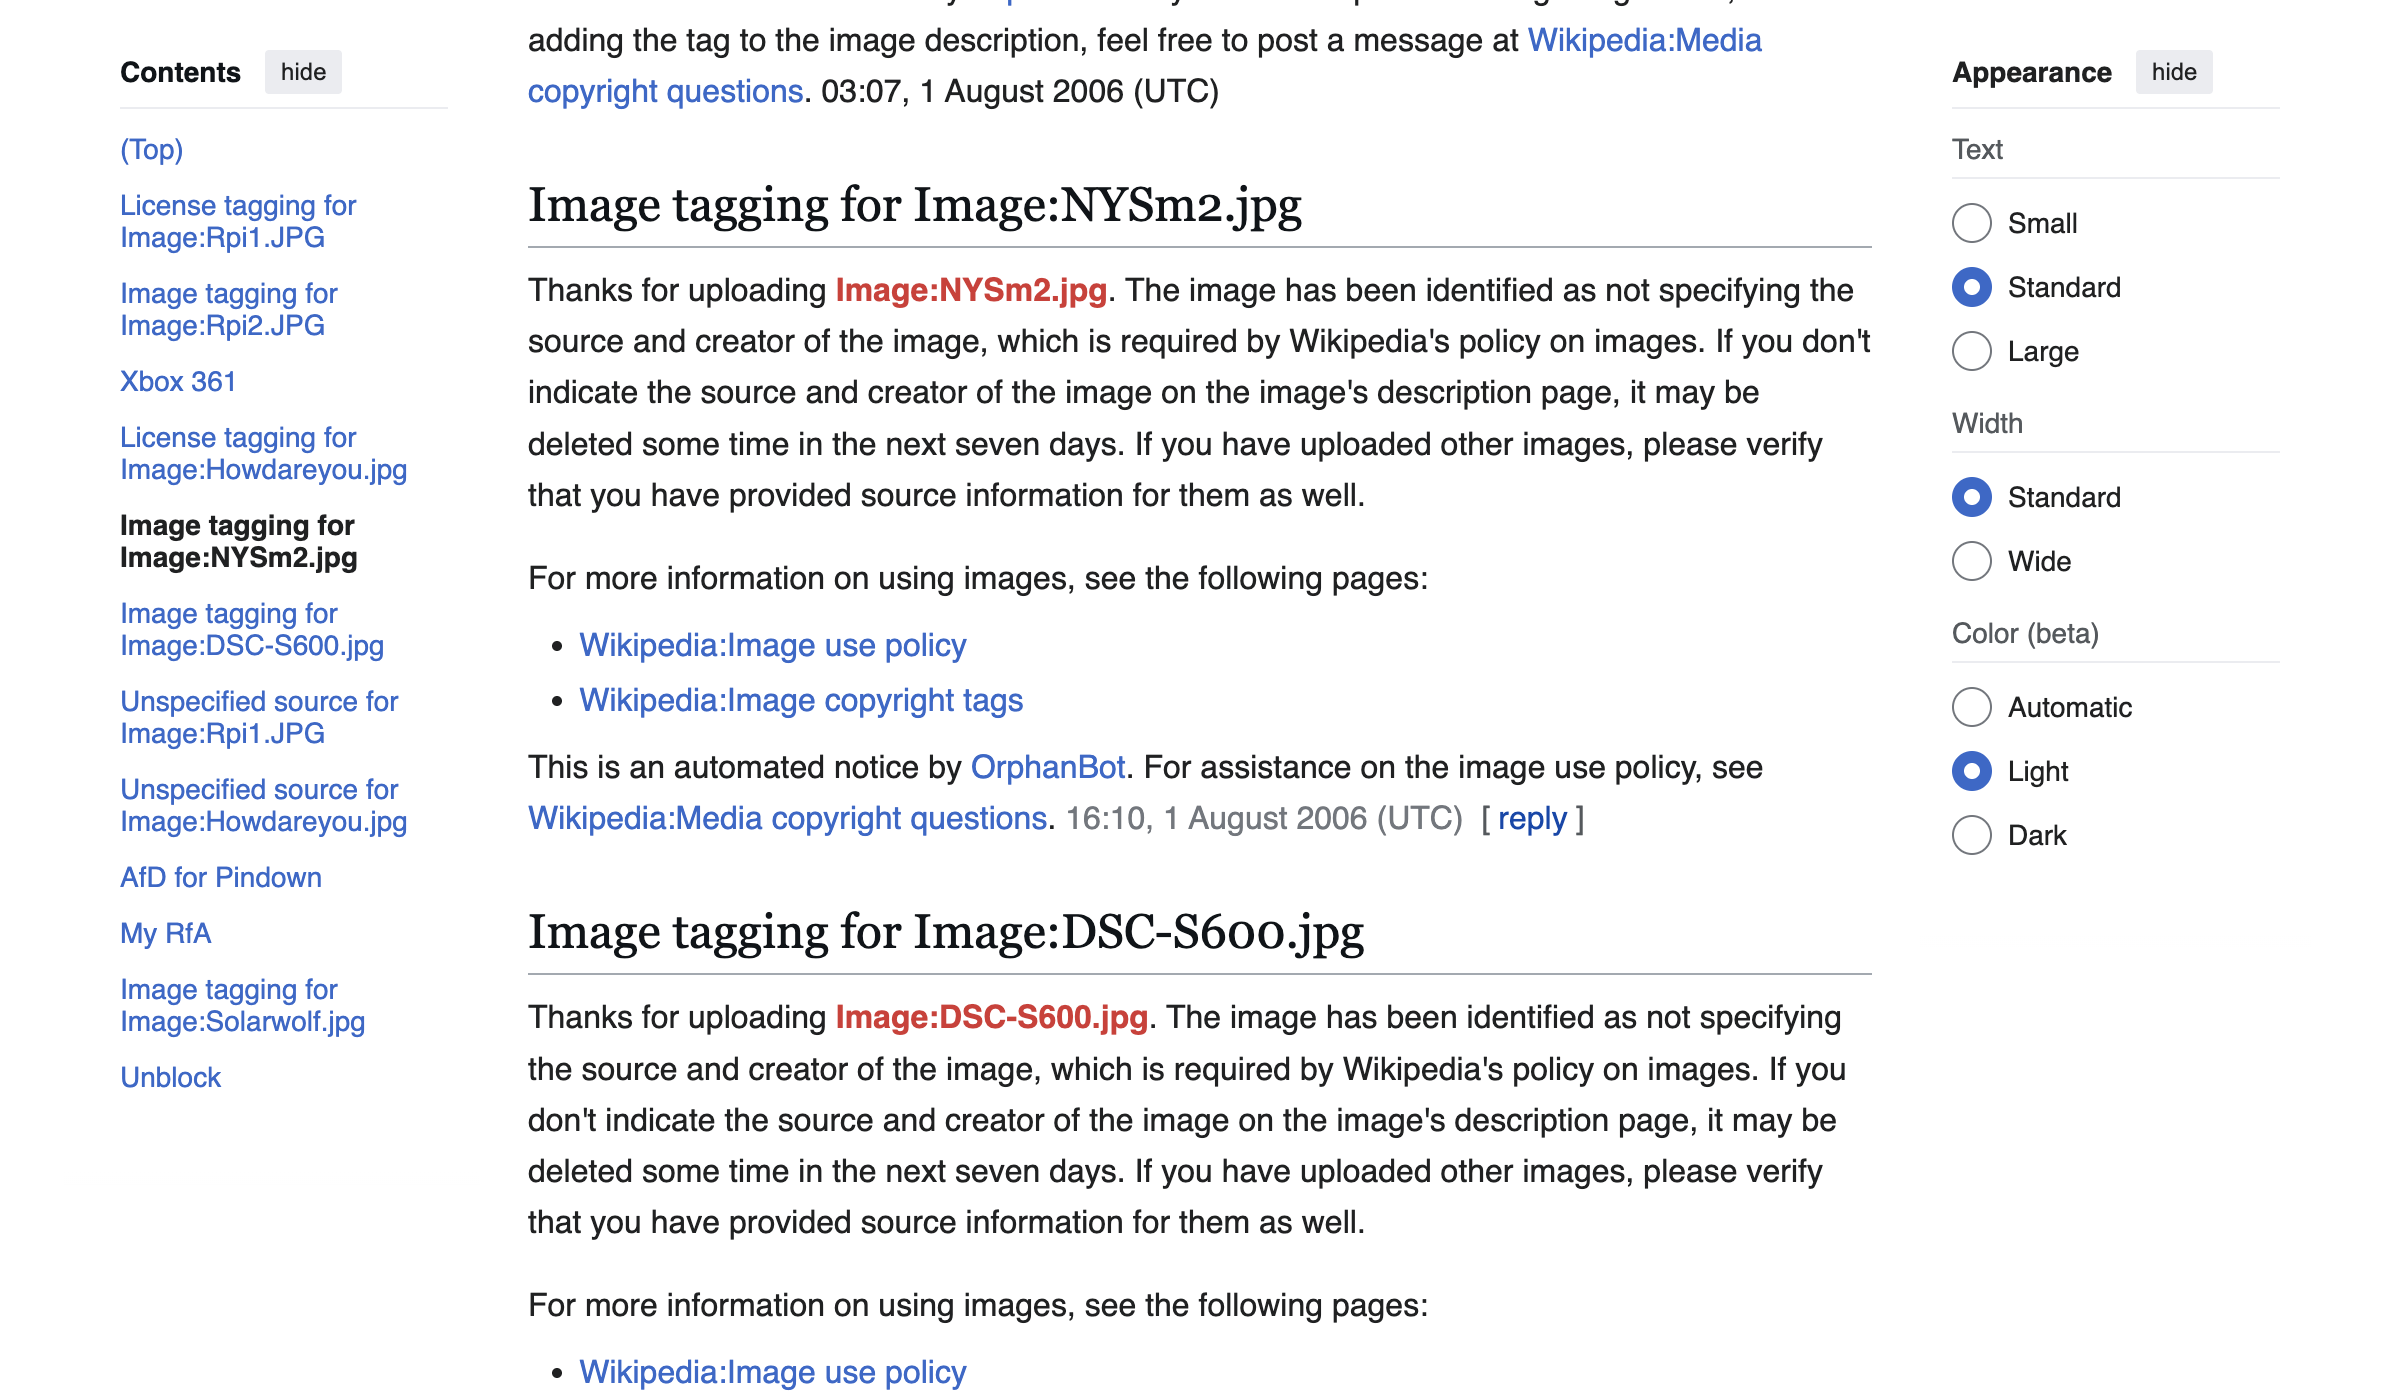 Contents hide
(Top)
License tagging for
Image:Rpi1.JPG
Image tagging for
Image:Rpi2.JPG
Xbox 361
License tagging for
Image:Howdareyou.jpg
Image tagging for
Image:NYSm2.jpg
Image tagging for
Image:DSC-S600.jpg
Unspecified source for
Image:Rpi1.JPG
Unspecified source for
Image:Howdareyou.jpg
AfD for Pindown
My RfA
Image tagging for
Image:Solarwolf.jpg
Unblock
adding the tag to the image description, feel free to post a message at Wikipedia:Media
copyright questions. 03:07, 1 August 2006 (UTC)
Image tagging for Image:NYSm2.jpg
Thanks for uploading Image:NYSm2.jpg. The image has been identified as not specifying the
source and creator of the image, which is required by Wikipedia's policy on images. If you don't
indicate the source and creator of the image on the image's description page, it may be
deleted some time in the next seven days. If you have uploaded other images, please verify
that you have provided source information for them as well.
For more information on using images, see the following pages:
• Wikipedia:Image use policy
• Wikipedia:Image copyright tags
This is an automated notice by OrphanBot. For assistance on the image use policy, see
Wikipedia:Media copyright questions. 16:10, 1 August 2006 (UTC) [ reply ]
Image tagging for Image:DSC-S600.jpg
Thanks for uploading Image:DSC-S600.jpg. The image has been identified as not specifying
the source and creator of the image, which is required by Wikipedia's policy on images. If you
don't indicate the source and creator of the image on the image's description page, it may be
deleted some time in the next seven days. If you have uploaded other images, please verify
that you have provided source information for them as well.
For more information on using images, see the following pages:
• Wikipedia:Image use policy
Appearance hide
Text
Small
Standard
Large
Width
Standard
Wide
Color (beta)
Automatic
Light
Dark